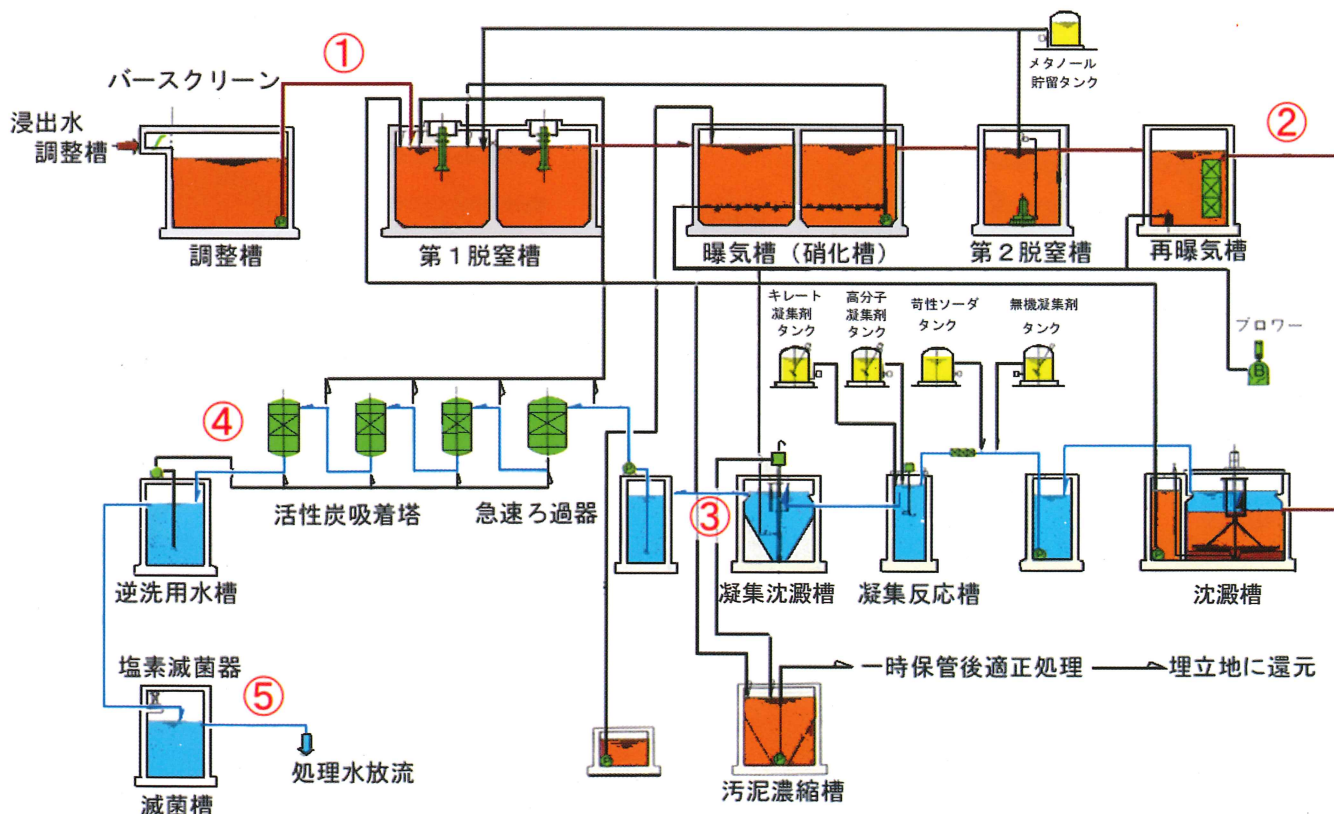 メタノール
貯留タンク
①
②
バースクリーン
浸出水
調整槽
調整槽
第１脱窒槽
曝気槽（硝化槽）
第２脱窒槽
再曝気槽
キレート
凝集剤
タンク
高分子
凝集剤
タンク
苛性ソーダ
タンク
無機凝集剤
タンク
ブロワー
B
④
③
活性炭吸着塔
急速ろ過器
逆洗用水槽
凝集沈澱槽
凝集反応槽
沈澱槽
塩素滅菌器
⑤
一時保管後適正処理
埋立地に還元
処理水放流
滅菌槽
汚泥濃縮槽